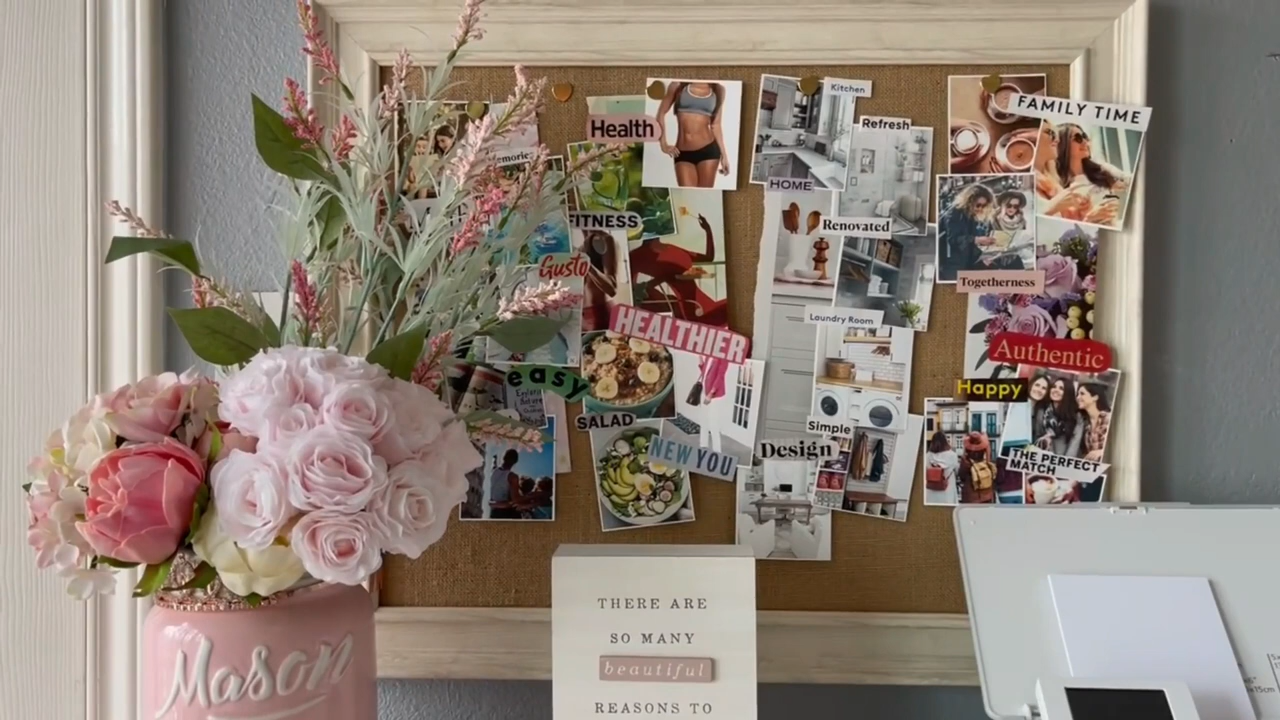 Kitchen
FAMILY TIME
Health
Refresh
HOME
FITNESS
Renovated
Gusto
Togetherness
Laundry Room
HEALTHIER
Authentic
easy
Happy
SALAD
Simple
NEW YOU
Design
THE PERFECT
MATCH
THERE ARE
SO MANY
beautiful
REASONS TO
Mason